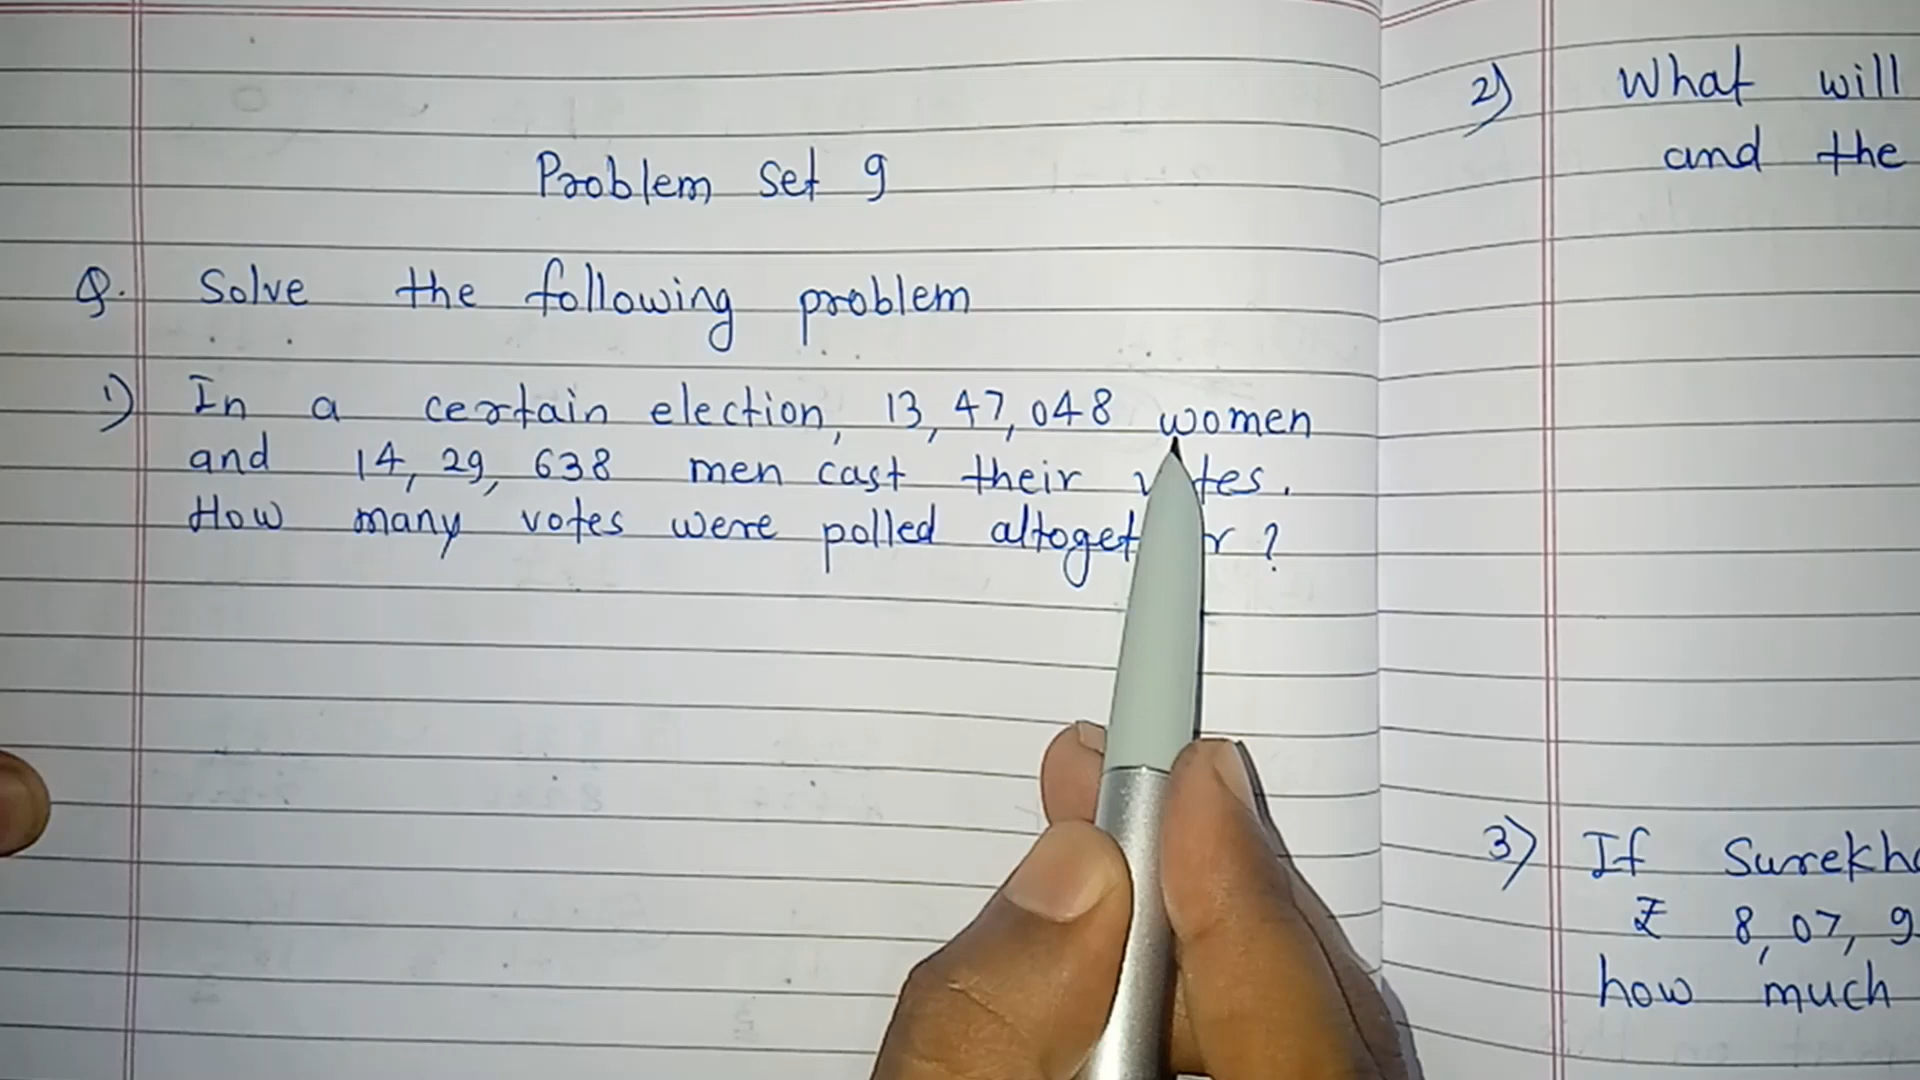 Problem Set 9
Q. Solve the following problem
1) In a certain election, 13,47,048 women
and 14,29,638 men cast their
How many votes were polled
2) What will
and the
3) If
₹ 8,07,9
how much